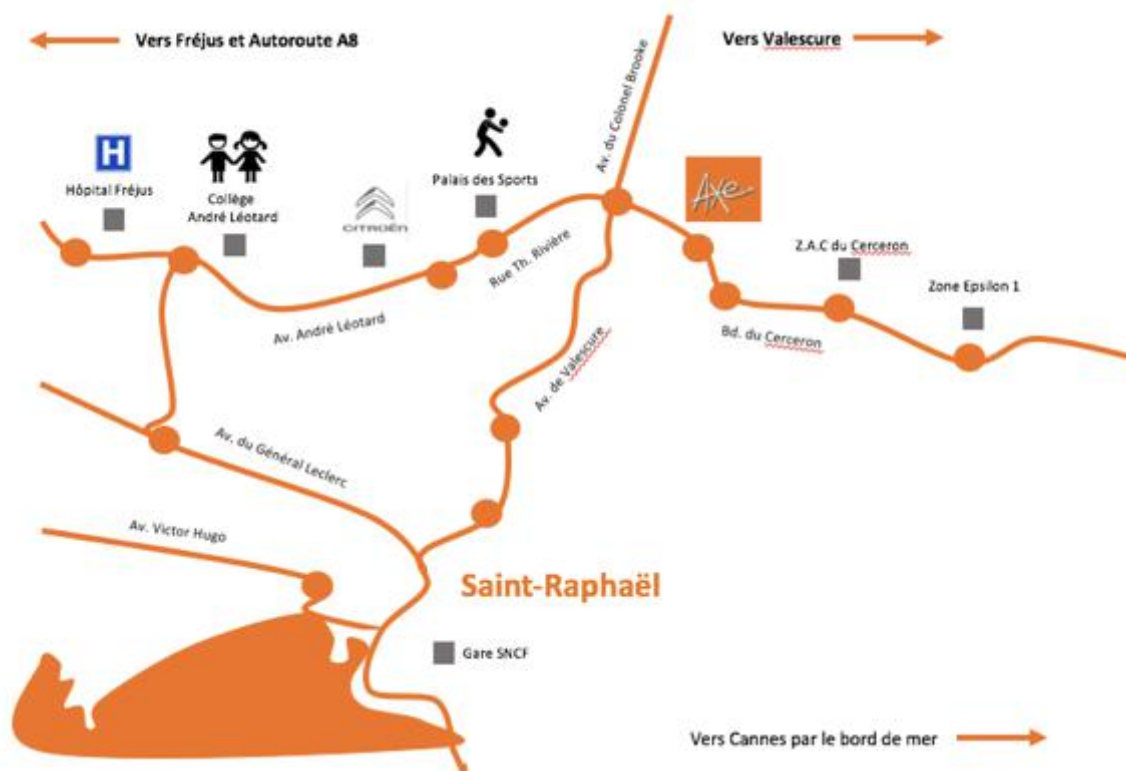 Vers Fréjus et Autoroute A8
Vers Valescure
Av. du Colonel Brooke
H
Hôpital Fréjus
Collège
André Léotard
CITROËN
Palais des Sports
Axe
Rue Th. Rivière
Z.A.C du Cerceron
Zone Epsilon 1
Av. André Léotard
Bd. du Cerceron
Av. de Valescure
Av. du Général Leclerc
Av. Victor Hugo
Saint-Raphaël
Gare SNCF
Vers Cannes par le bord de mer